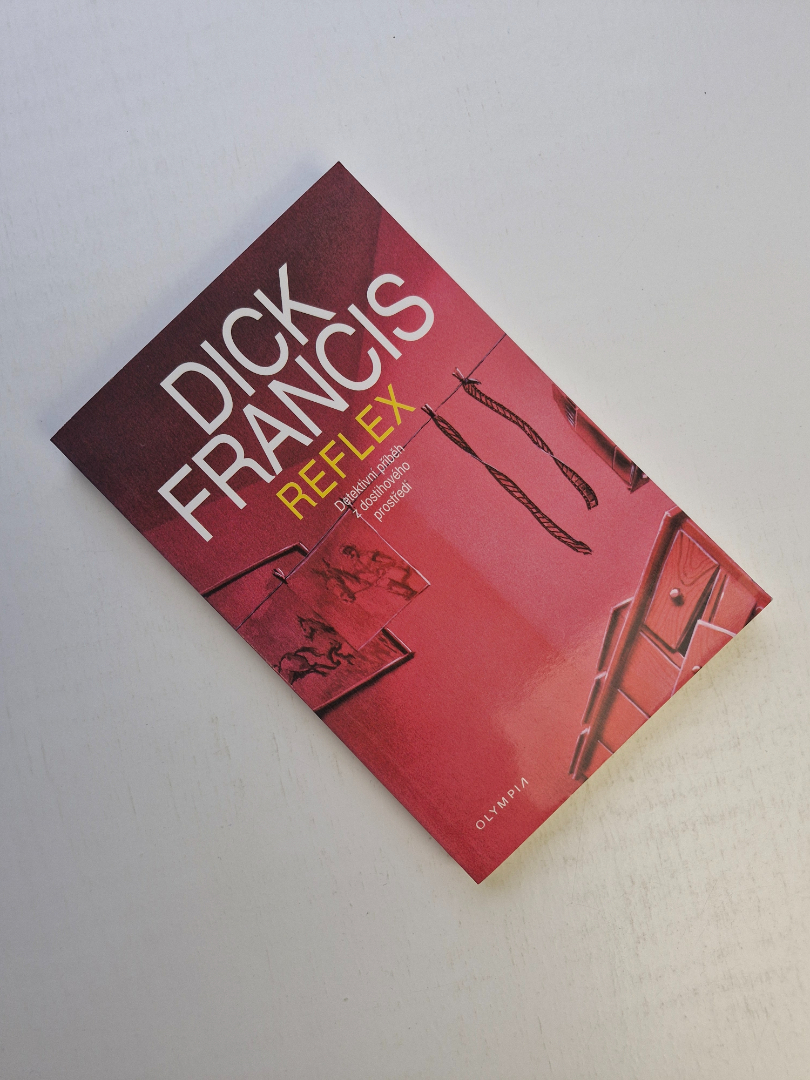 DICK
FRANCIS
REFLEX
Detektivní příběh
z dostihového
prostředí
OLYMPIA